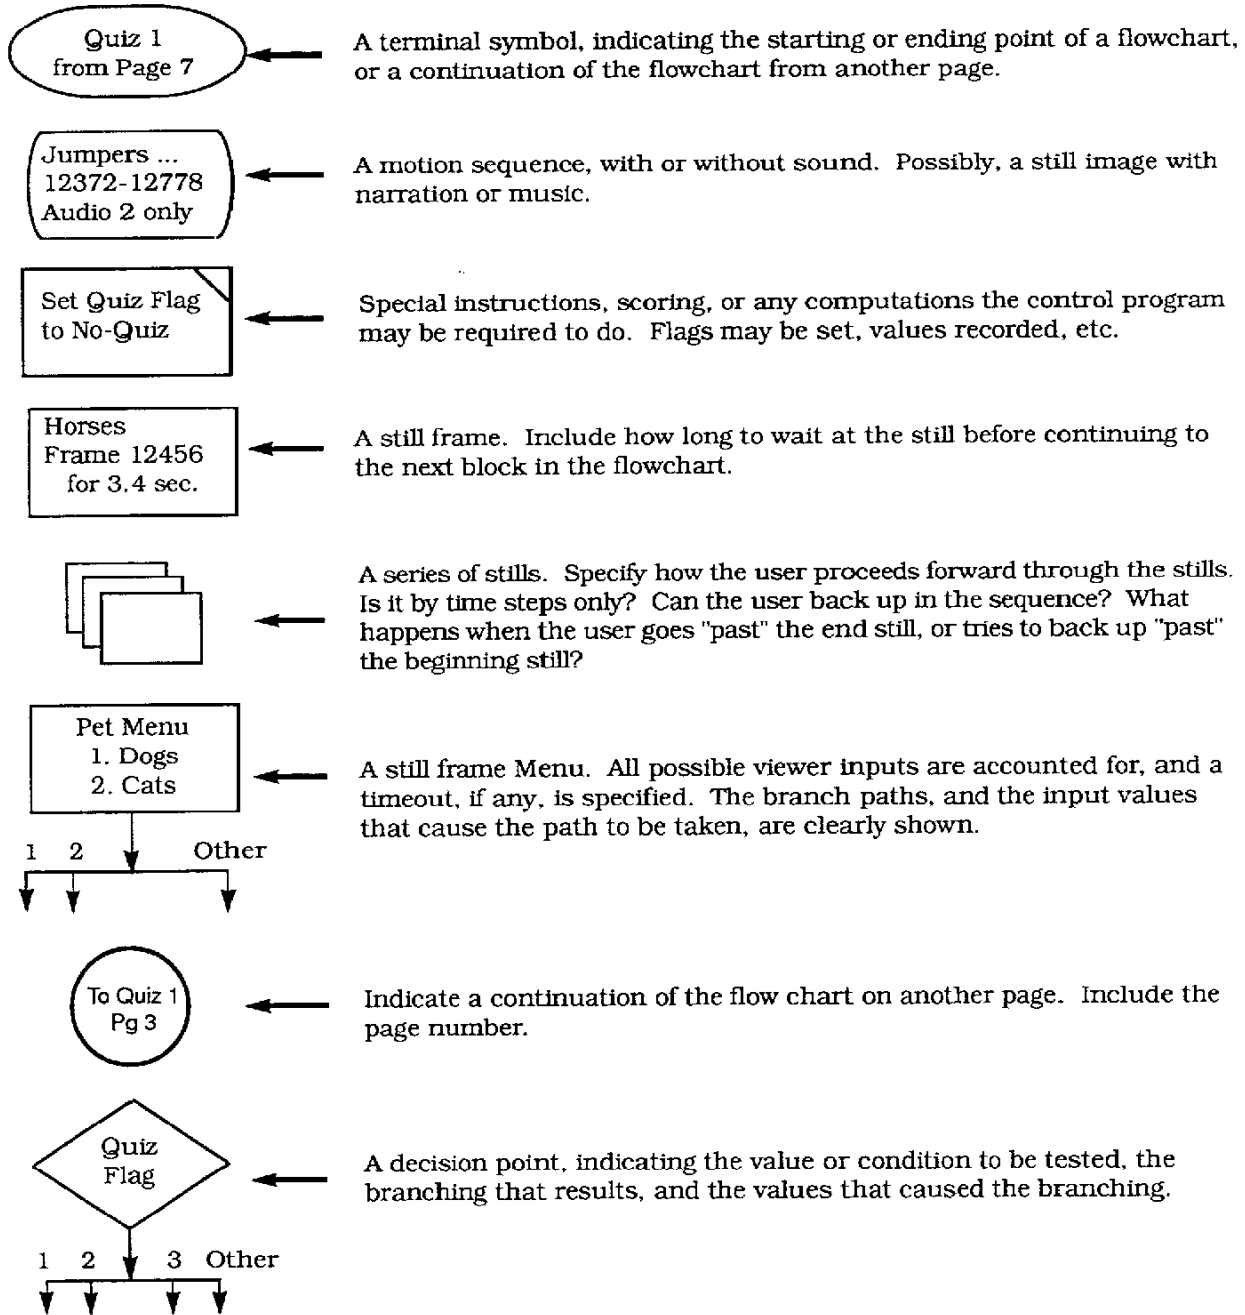 Quiz 1
from Page 7
A terminal symbol, indicating the starting or ending point of a flowchart,
or a continuation of the flowchart from another page.
Jumpers ...
12372-12778
Audio 2 only
A motion sequence, with or without sound. Possibly, a still image with
narration or music.
Set Quiz Flag
to No-Quiz
Special instructions, scoring, or any computations the control program
may be required to do. Flags may be set, values recorded, etc.
Horses
Frame 12456
for 3.4 sec.
A still frame. Include how long to wait at the still before continuing to
the next block in the flowchart.
A series of stills. Specify how the user proceeds forward through the stills.
Is it by time steps only? Can the user back up in the sequence? What
happens when the user goes "past" the end still, or tries to back up "past"
the beginning still?
Pet Menu
1. Dogs
2. Cats
1 2 Other
A still frame Menu. All possible viewer inputs are accounted for, and a
timeout, if any, is specified. The branch paths, and the input values
that cause the path to be taken, are clearly shown.
To Quiz 1
Pg 3
Indicate a continuation of the flow chart on another page. Include the
page number.
Quiz
Flag
1 2 3 Other
A decision point, indicating the value or condition to be tested, the
branching that results, and the values that caused the branching.